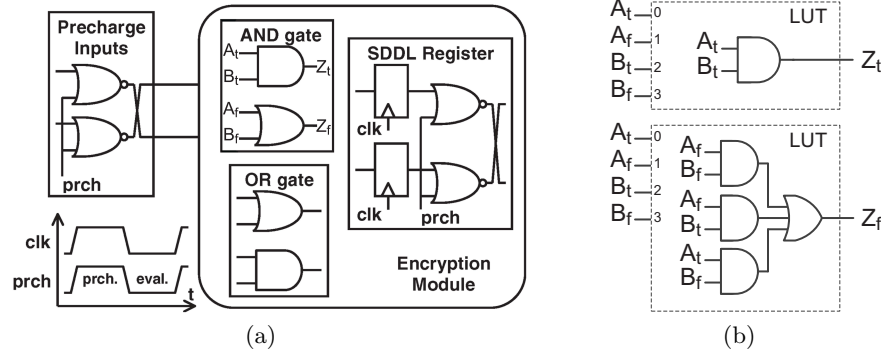 Precharge
Inputs
prch
clk
prch
prch.
eval.
t
AND gate
At
Bt
Zt
Af
Bf
Zf
OR gate
SDDL Register
clk
clk
prch
Encryption
Module
(a)
At 0
Af 1
Bt 2
Bf 3
LUT
At
Bt
Zt
At 0
Af 1
Bt 2
Bf 3
LUT
Af
Bf
Af
Bt
At
Bf
Zf
(b)